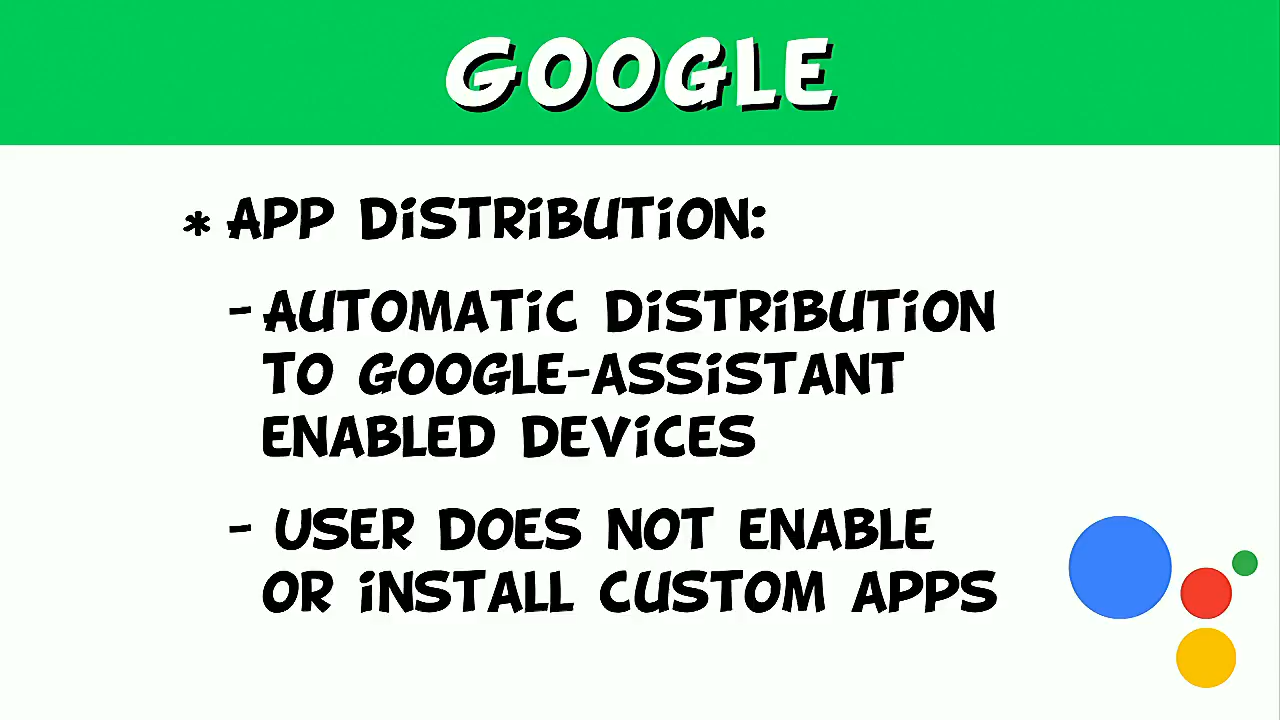 GOOGLE
* APP DiSTRiBUTiON:
- AUTOMATiC DiSTRiBUTiON
TO GOOGLE-ASSiSTANT
ENABLED DEViCES
- USER DOES NOT ENABLE
OR iNSTALL CUSTOM APPS